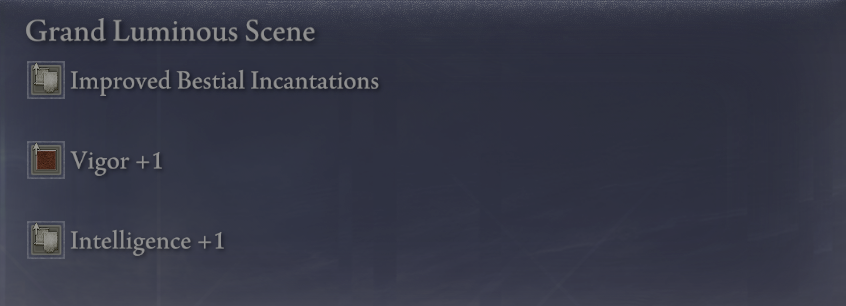 Grand Luminous Scene
Improved Bestial Incantations
Vigor +1
Intelligence +1